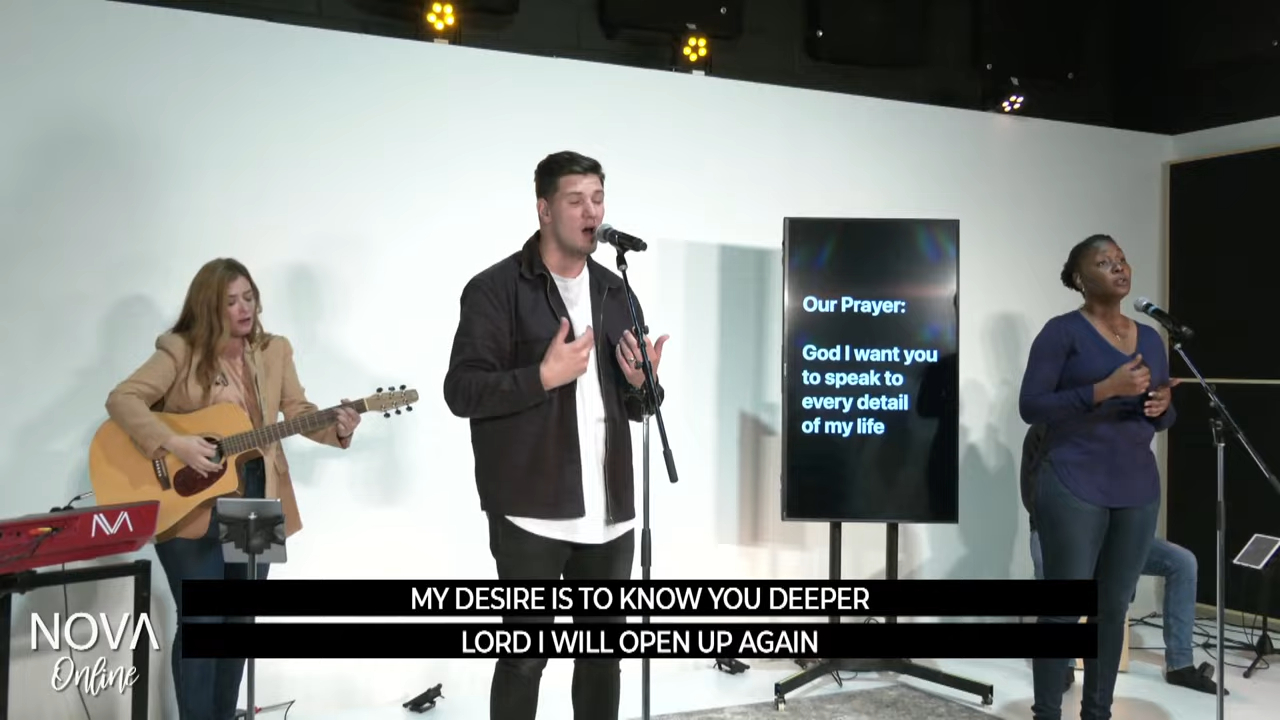 Our Prayer:
God I want you
to speak to
every detail
of my life
MY DESIRE IS TO KNOW YOU DEEPER
LORD I WILL OPEN UP AGAIN
NOVA
Online